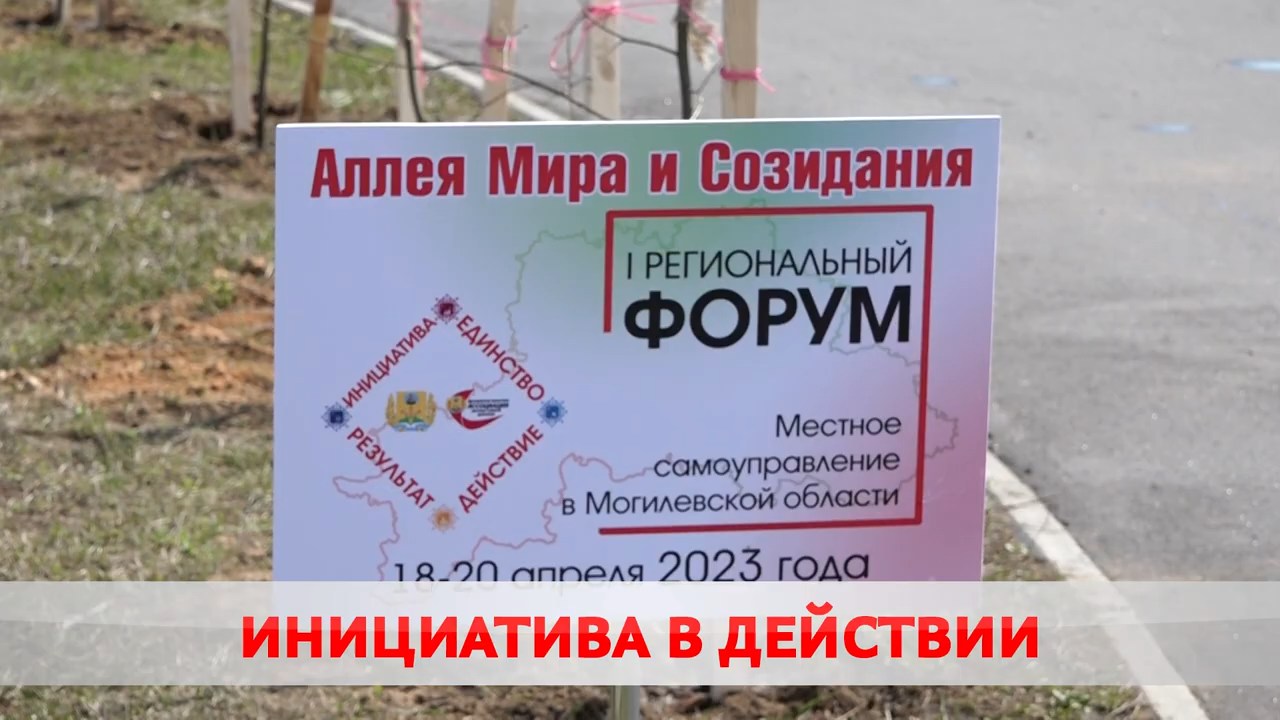 Аллея Мира и Созидания
I РЕГИОНАЛЬНЫЙ
ФОРУМ
ИНИЦИАТИВА
ЕДИНСТВО
РЕЗУЛЬТАТ
ДЕЙСТВИЕ
Местное
самоуправление
в Могилевской области
18-20 апреля 2023 года
ИНИЦИАТИВА В ДЕЙСТВИИ